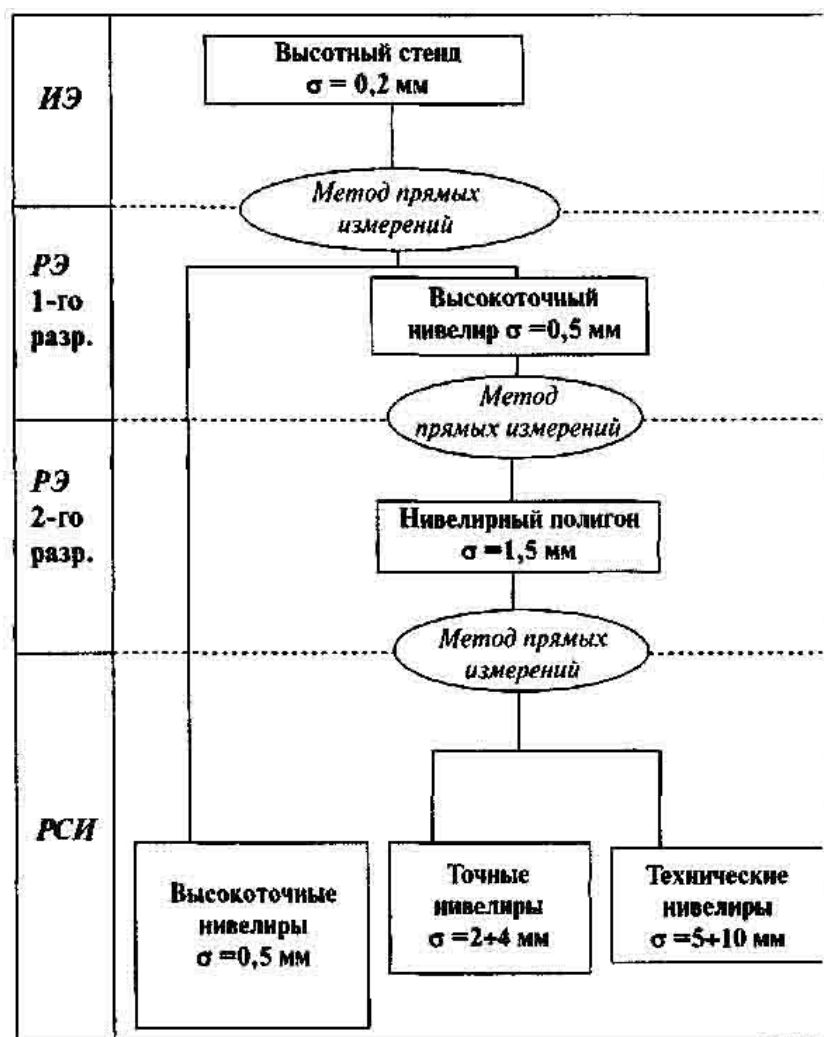 ИЭ
Высотный стенд
σ = 0,2 мм
Метод прямых
измерений
РЭ
1-го
разр.
Высокоточный
нивелир σ =0,5 мм
Метод
прямых измерений
РЭ
2-го
разр.
Нивелирный полигон
σ =1,5 мм
Метод прямых
измерений
РСИ
Высокоточные
нивелиры
σ =0,5 мм
Точные
нивелиры
σ =2+4 мм
Технические
нивелиры
σ =5+10 мм